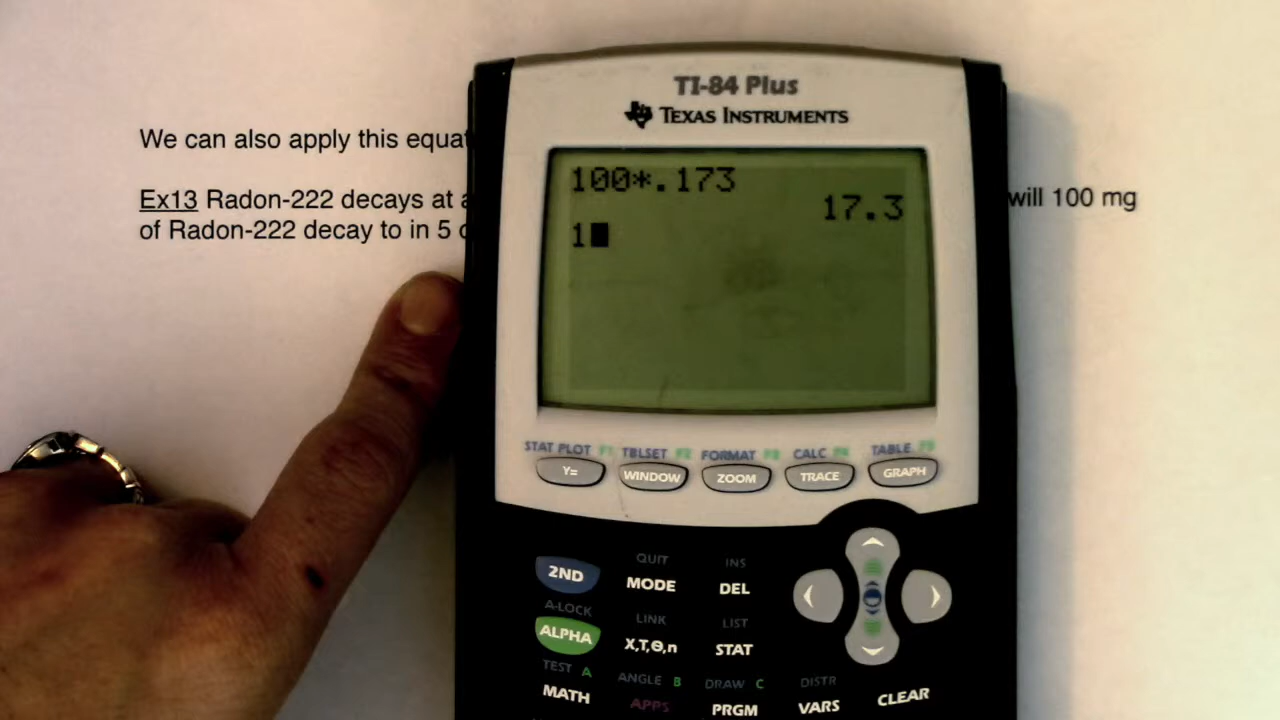 We can also apply this equat
Ex13 Radon-222 decays at a will 100 mg
of Radon-222 decay to in 5
TI-84 Plus
TEXAS INSTRUMENTS
100*.173
17.3
1
STAT PLOT F1 TBLSET F2 FORMAT F3 CALC F4 TABLE F5
Y= WINDOW ZOOM TRACE GRAPH
QUIT INS
2ND MODE DEL
A-LOCK LINK LIST
ALPHA X,T,Θ,n STAT
TEST A ANGLE B DRAW C DISTR
MATH APPS PRGM VARS CLEAR